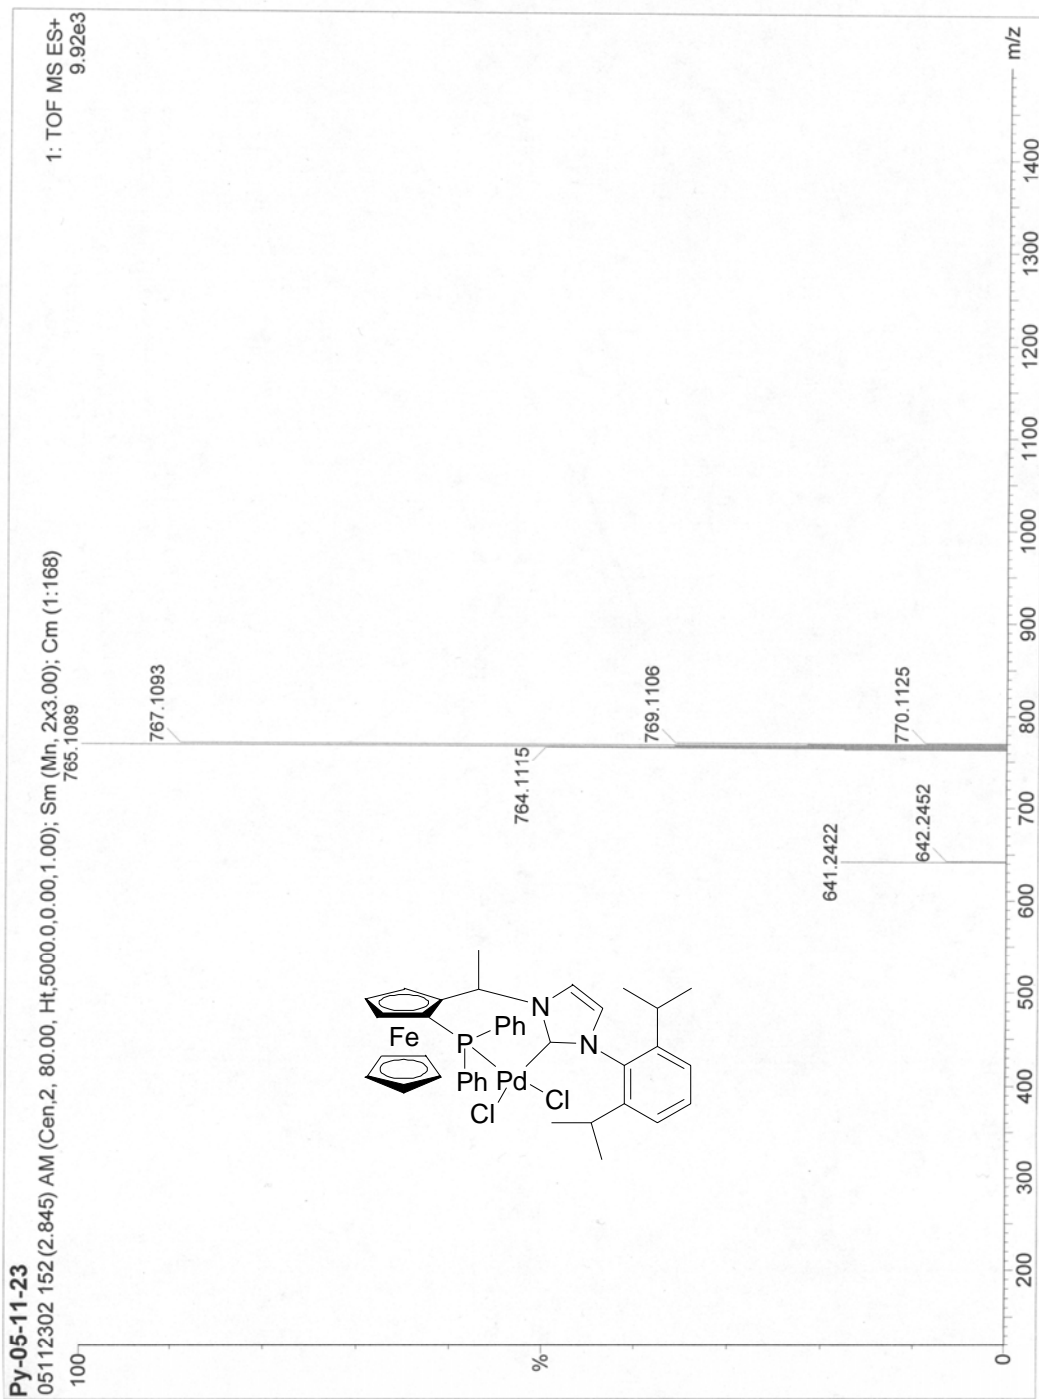 Py-05-11-23
05112302 152 (2.845) AM (Cen,2, 80.00, Ht,5000.0,0.00,1.00); Sm (Mn, 2x3.00); Cm (1:168)
1: TOF MS ES+
9.92e3
100
%
0
765.1089
767.1093
764.1115
769.1106
770.1125
641.2422
642.2452
Fe
P
Ph
Ph
Pd
Cl
Cl
N
N
200 300 400 500 600 700 800 900 1000 1100 1200 1300 1400
m/z